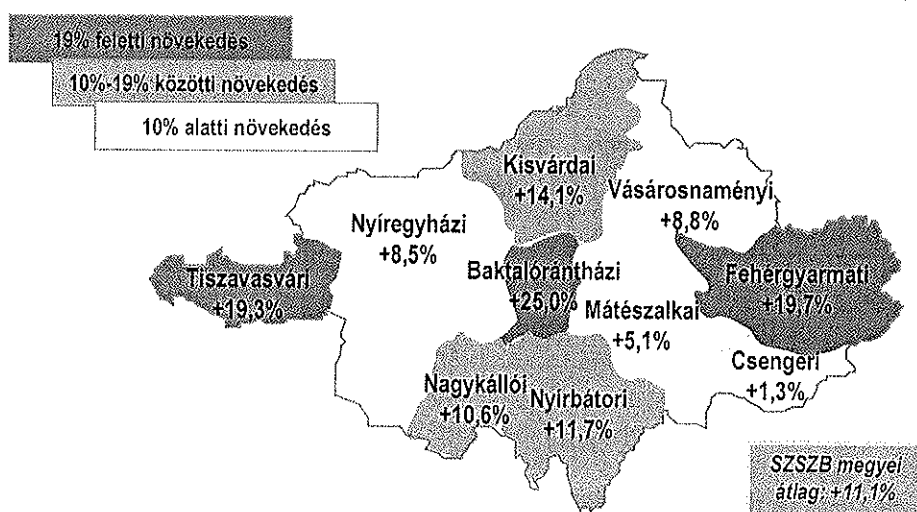 19% feletti növekedés
10%-19% közötti növekedés
10% alatti növekedés
Kisvárdai
+14,1%
Vásárosnaményi
+8,8%
Nyíregyházi
+8,5%
Baktalórántházi
+25,0%
Tiszavasvári
+19,3%
Fehérgyarmati
+19,7%
Mátészalkai
+5,1%
Csengeri
+1,3%
Nagykállói
+10,6%
Nyírbátori
+11,7%
SZSZB megyei
átlag: +11,1%